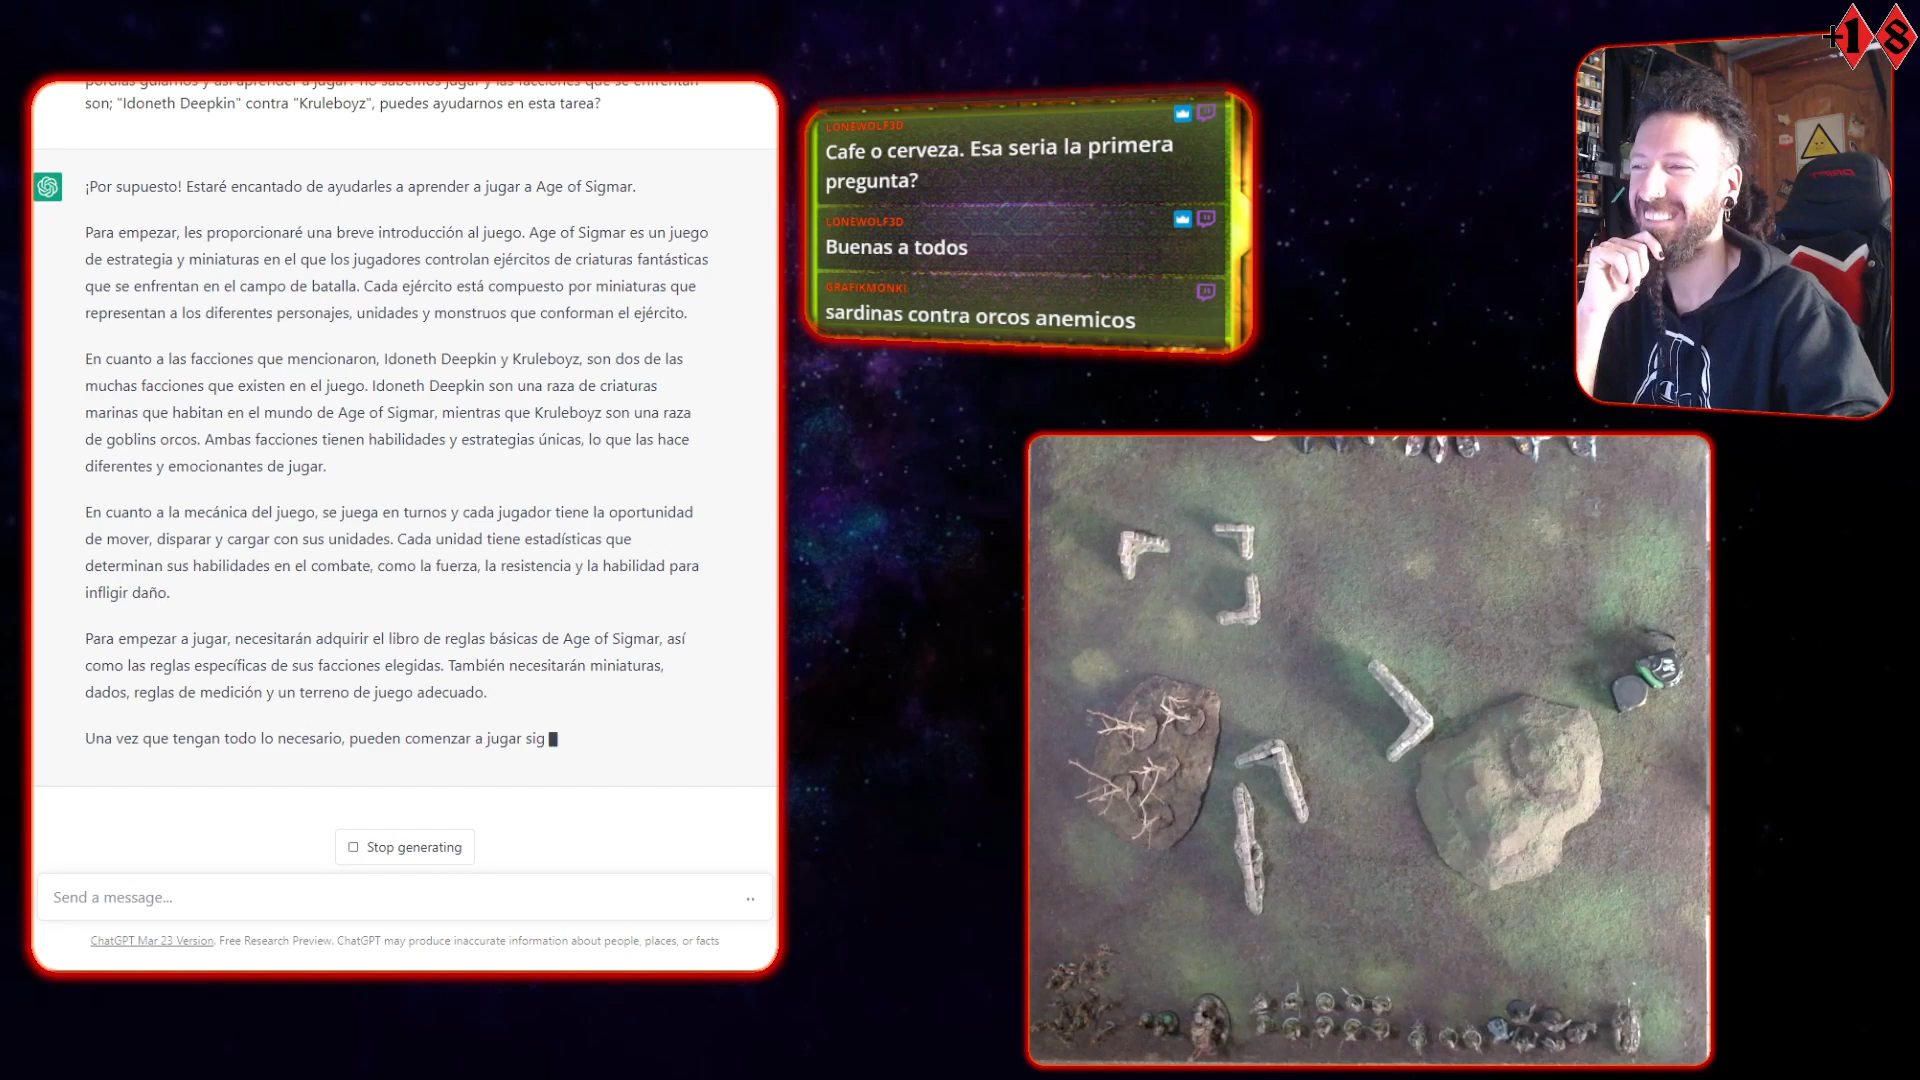 son; "Idoneth Deepkin" contra "Kruleboyz", puedes ayudarnos en esta tarea?
¡Por supuesto! Estaré encantado de ayudarles a aprender a jugar a Age of Sigmar.
Para empezar, les proporcionaré una breve introducción al juego. Age of Sigmar es un juego
de estrategia y miniaturas en el que los jugadores controlan ejércitos de criaturas fantásticas
que se enfrentan en el campo de batalla. Cada ejército está compuesto por miniaturas que
representan a los diferentes personajes, unidades y monstruos que conforman el ejército.
En cuanto a las facciones que mencionaron, Idoneth Deepkin y Kruleboyz, son dos de las
muchas facciones que existen en el juego. Idoneth Deepkin son una raza de criaturas
marinas que habitan en el mundo de Age of Sigmar, mientras que Kruleboyz son una raza
de goblins orcos. Ambas facciones tienen habilidades y estrategias únicas, lo que las hace
diferentes y emocionantes de jugar.
En cuanto a la mecánica del juego, se juega en turnos y cada jugador tiene la oportunidad
de mover, disparar y cargar con sus unidades. Cada unidad tiene estadísticas que
determinan sus habilidades en el combate, como la fuerza, la resistencia y la habilidad para
infligir daño.
Para empezar a jugar, necesitarán adquirir el libro de reglas básicas de Age of Sigmar, así
como las reglas específicas de sus facciones elegidas. También necesitarán miniaturas,
dados, reglas de medición y un terreno de juego adecuado.
Una vez que tengan todo lo necesario, pueden comenzar a jugar sig
Stop generating
Send a message...
ChatGPT Mar 23 Version. Free Research Preview. ChatGPT may produce inaccurate information about people, places, or facts
LONEWOLF3D
Cafe o cerveza. Esa seria la primera
pregunta?
LONEWOLF3D
Buenas a todos
GRAFIKMONKI
sardinas contra orcos anemicos
+18